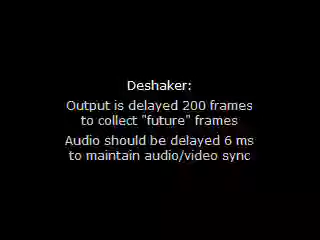 Deshaker:
Output is delayed 200 frames
to collect "future" frames
Audio should be delayed 6 ms
to maintain audio/video sync